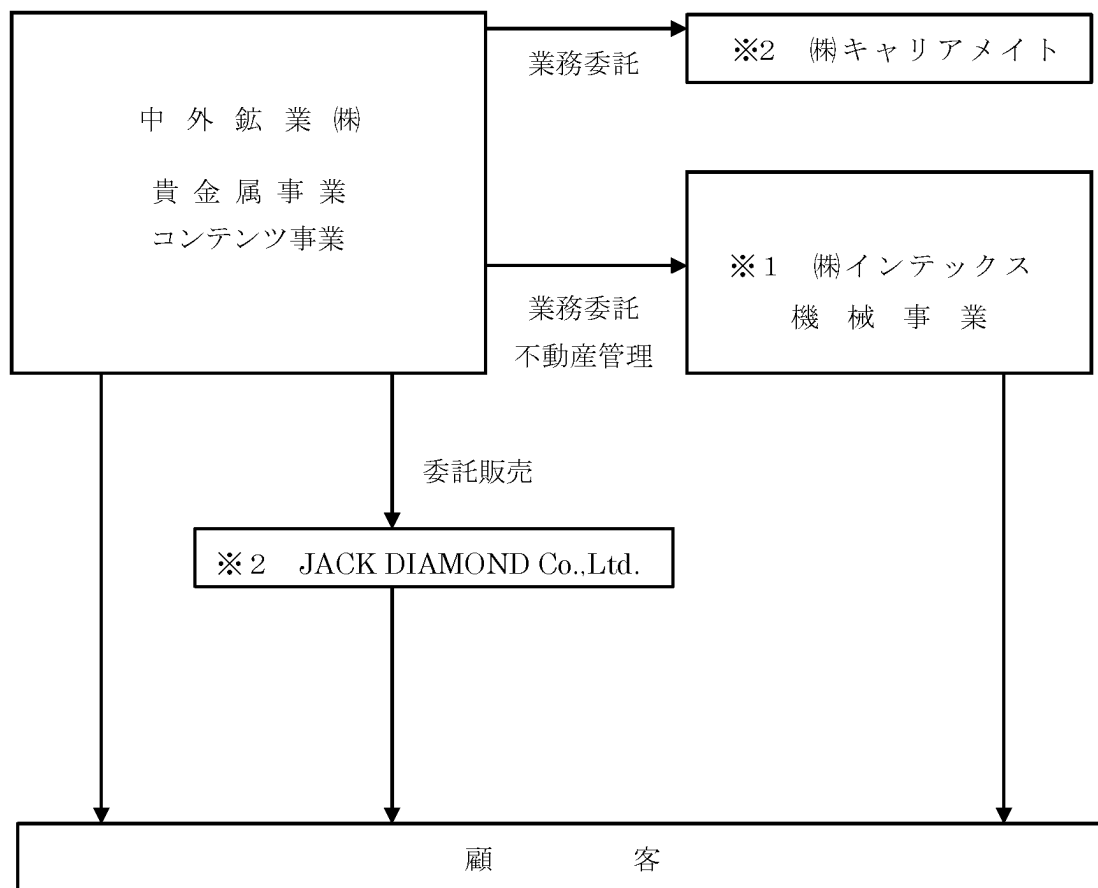 中外鉱業㈱
貴金属事業
コンテンツ事業
業務委託
※2 ㈱キャリアメイト
業務委託
不動産管理
※1 ㈱インテックス
機械事業
委託販売
※2 JACK DIAMOND Co.,Ltd.
顧客